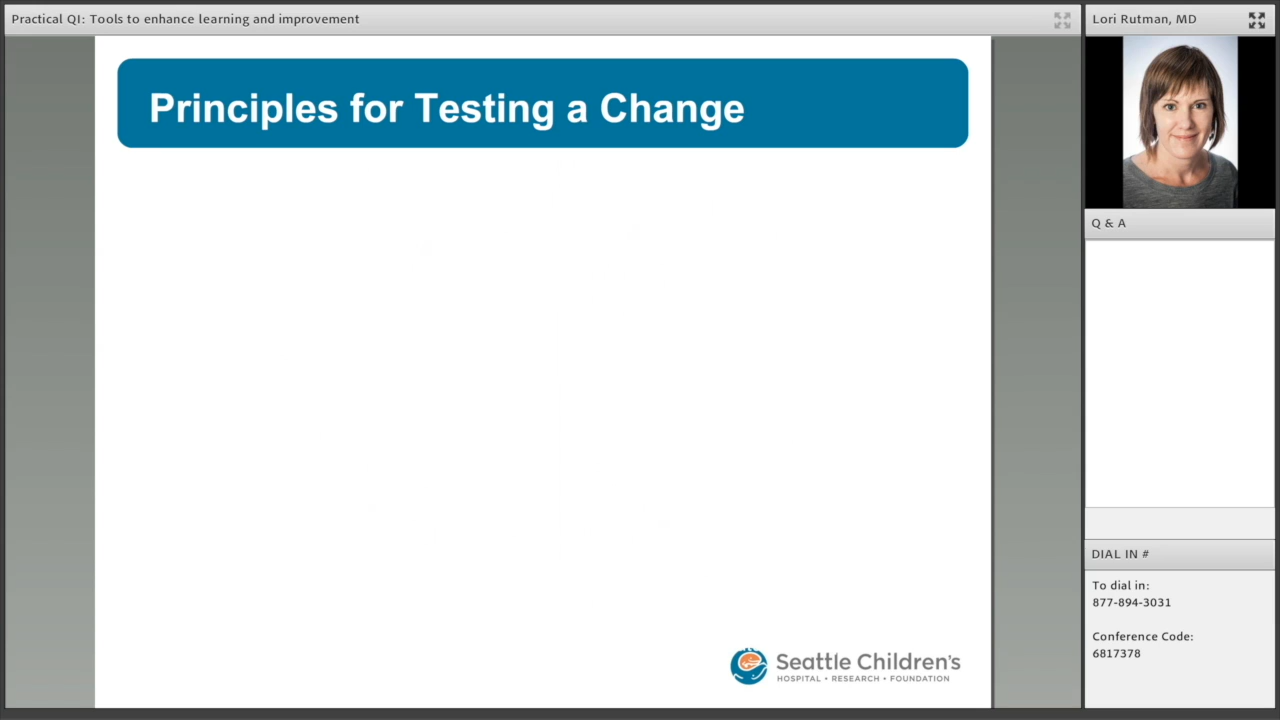 Practical QI: Tools to enhance learning and improvement
Principles for Testing a Change
Seattle Children's
HOSPITAL • RESEARCH • FOUNDATION
Lori Rutman, MD
Q & A
DIAL IN #
To dial in:
877-894-3031
Conference Code:
6817378